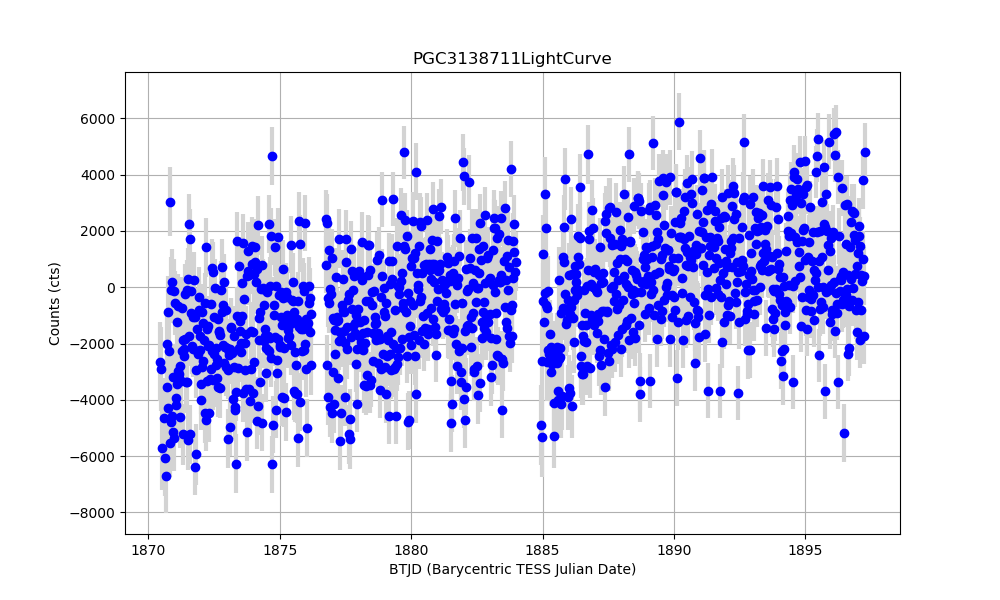 PGC3138711LightCurve
Counts (cts)
6000
4000
2000
0
−2000
−4000
−6000
−8000
1870 1875 1880 1885 1890 1895
BTJD (Barycentric TESS Julian Date)